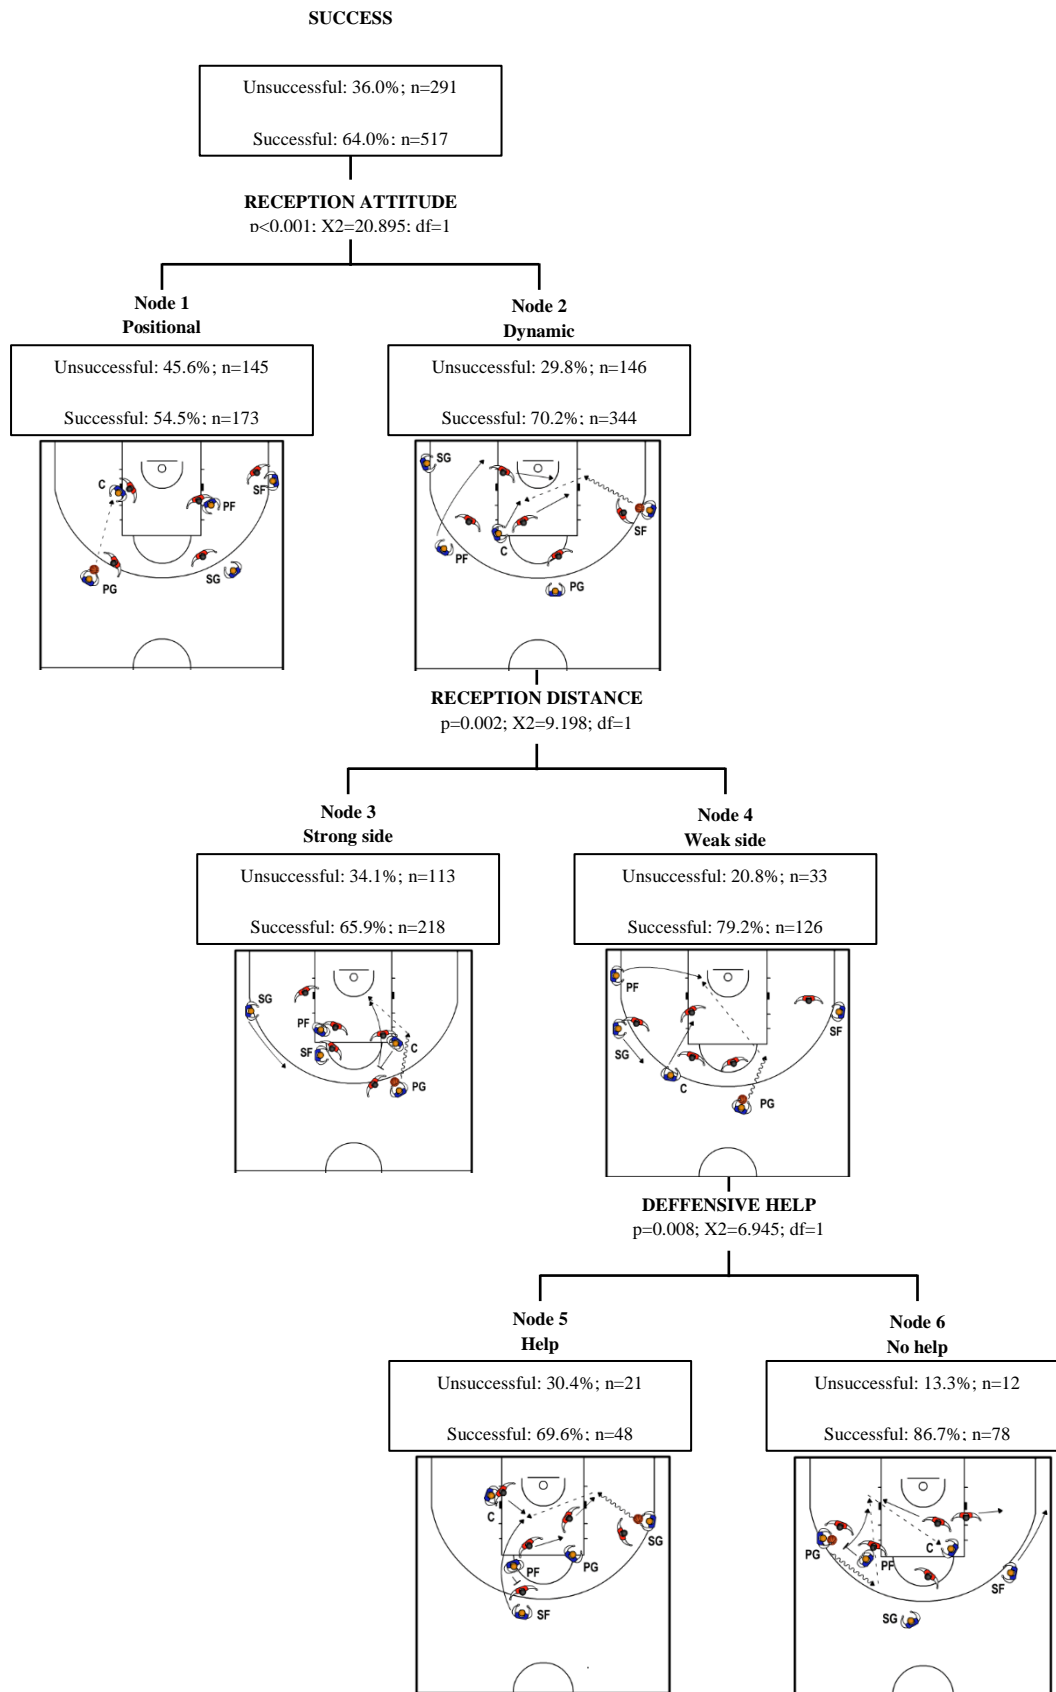 SUCCESS
Unsuccessful: 36.0%; n=291
Successful: 64.0%; n=517
RECEPTION ATTITUDE
p<0.001; X2=20.895; df=1
Node 1
Positional
Unsuccessful: 45.6%; n=145
Successful: 54.5%; n=173
C
SF
PF
SG
PG
Node 2
Dynamic
Unsuccessful: 29.8%; n=146
Successful: 70.2%; n=344
SG
SF
C
PF
PG
RECEPTION DISTANCE
p=0.002; X2=9.198; df=1
Node 3
Strong side
Unsuccessful: 34.1%; n=113
Successful: 65.9%; n=218
SG
PF
C
SF
PG
Node 4
Weak side
Unsuccessful: 20.8%; n=33
Successful: 79.2%; n=126
PF
SF
SG
C
PG
DEFFENSIVE HELP
p=0.008; X2=6.945; df=1
Node 5
Help
Unsuccessful: 30.4%; n=21
Successful: 69.6%; n=48
C
SG
PF
PG
SF
Node 6
No help
Unsuccessful: 13.3%; n=12
Successful: 86.7%; n=78
PG
C
PF
SF
SG